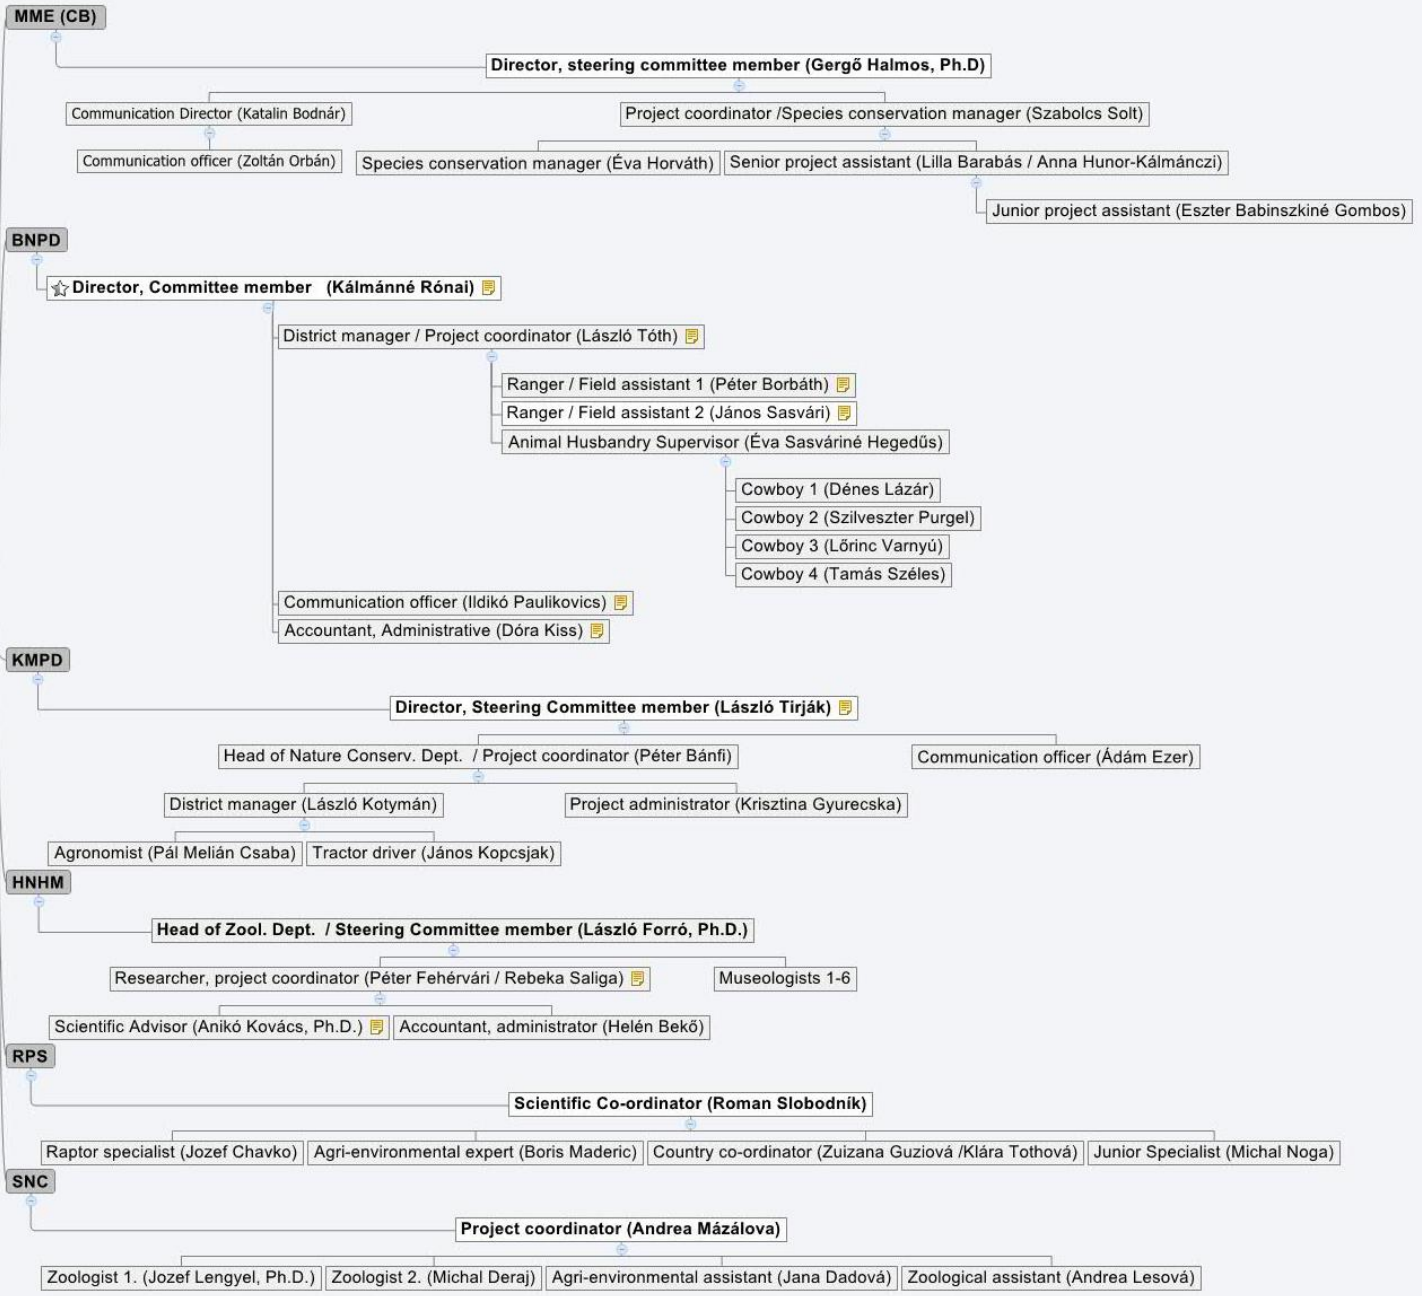 MME (CB)
Director, steering committee member (Gergő Halmos, Ph.D)
Communication Director (Katalin Bodnár)
Project coordinator /Species conservation manager (Szabolcs Solt)
Communication officer (Zoltán Orbán)
Species conservation manager (Éva Horváth)
Senior project assistant (Lilla Barabás / Anna Hunor-Kálmánczi)
Junior project assistant (Eszter Babinszkiné Gombos)
BNPD
Director, Committee member (Kálmánné Rónai)
District manager / Project coordinator (László Tóth)
Ranger / Field assistant 1 (Péter Borbáth)
Ranger / Field assistant 2 (János Sasvári)
Animal Husbandry Supervisor (Éva Sasváriné Hegedűs)
Cowboy 1 (Dénes Lázár)
Cowboy 2 (Szilveszter Purgel)
Cowboy 3 (Lőrinc Varnyú)
Cowboy 4 (Tamás Széles)
Communication officer (Ildikó Paulikovics)
Accountant, Administrative (Dóra Kiss)
KMPD
Director, Steering Committee member (László Tirják)
Head of Nature Conserv. Dept. / Project coordinator (Péter Bánfi)
Communication officer (Ádám Ezer)
District manager (László Kotymán)
Project administrator (Krisztina Gyurecska)
Agronomist (Pál Melián Csaba)
Tractor driver (János Kopcsjak)
HNHM
Head of Zool. Dept. / Steering Committee member (László Forró, Ph.D.)
Researcher, project coordinator (Péter Fehérvári / Rebeka Saliga)
Museologists 1-6
Scientific Advisor (Anikó Kovács, Ph.D.)
Accountant, administrator (Helén Bekő)
RPS
Scientific Co-ordinator (Roman Slobodník)
Raptor specialist (Jozef Chavko)
Agri-environmental expert (Boris Maderic)
Country co-ordinator (Zuizana Guziová /Klára Tothová)
Junior Specialist (Michal Noga)
SNC
Project coordinator (Andrea Mázálova)
Zoologist 1. (Jozef Lengyel, Ph.D.)
Zoologist 2. (Michal Deraj)
Agri-environmental assistant (Jana Dadová)
Zoological assistant (Andrea Lesová)